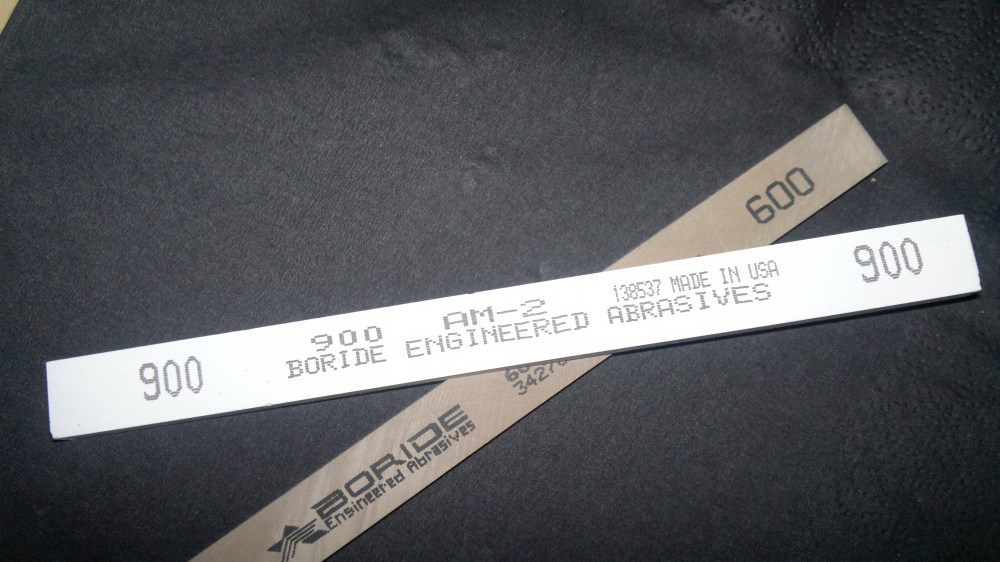 600
138537 MADE IN USA
900 AM-2
BORIDE ENGINEERED ABRASIVES
900
900
BORIDE
Engineered Abrasives